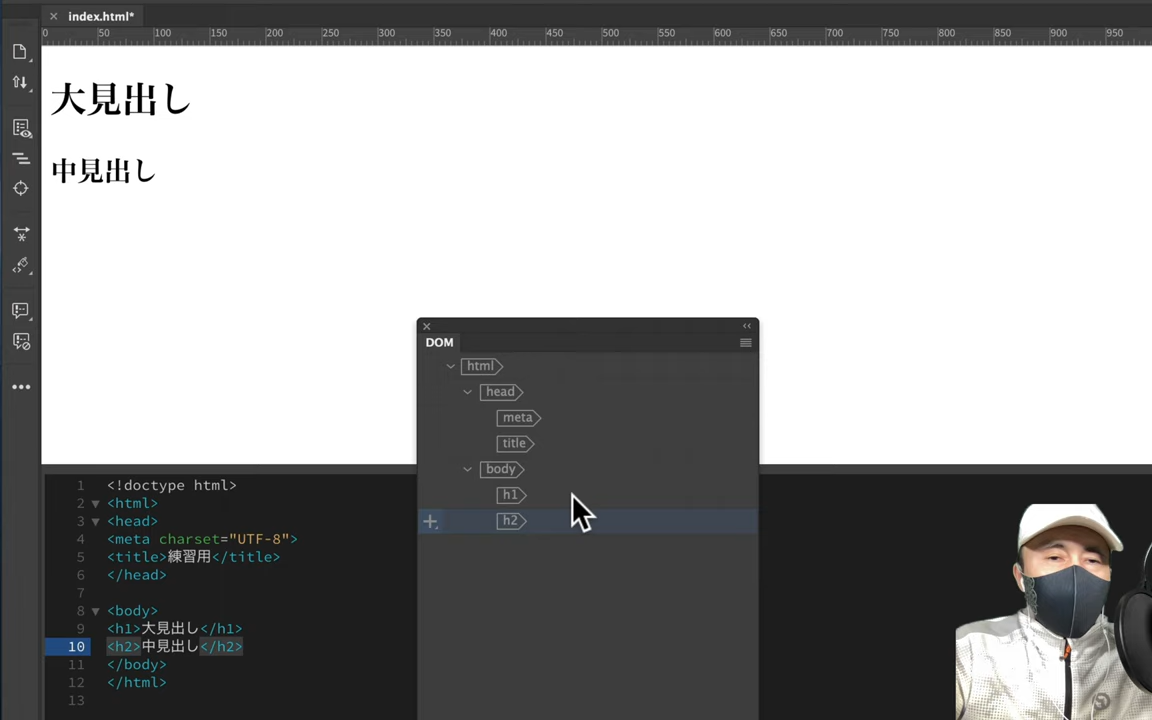 index.html*
0 50 100 150 200 250 300 350 400 450 500 550 600 650 700 750 800 850 900 950
大見出し
中見出し
DOM
html
head
meta
title
body
h1
h2
1 <!doctype html>
2 <html>
3 <head>
4 <meta charset="UTF-8">
5 <title>練習用</title>
6 </head>
7
8 <body>
9 <h1>大見出し</h1>
10 <h2>中見出し</h2>
11 </body>
12 </html>
13